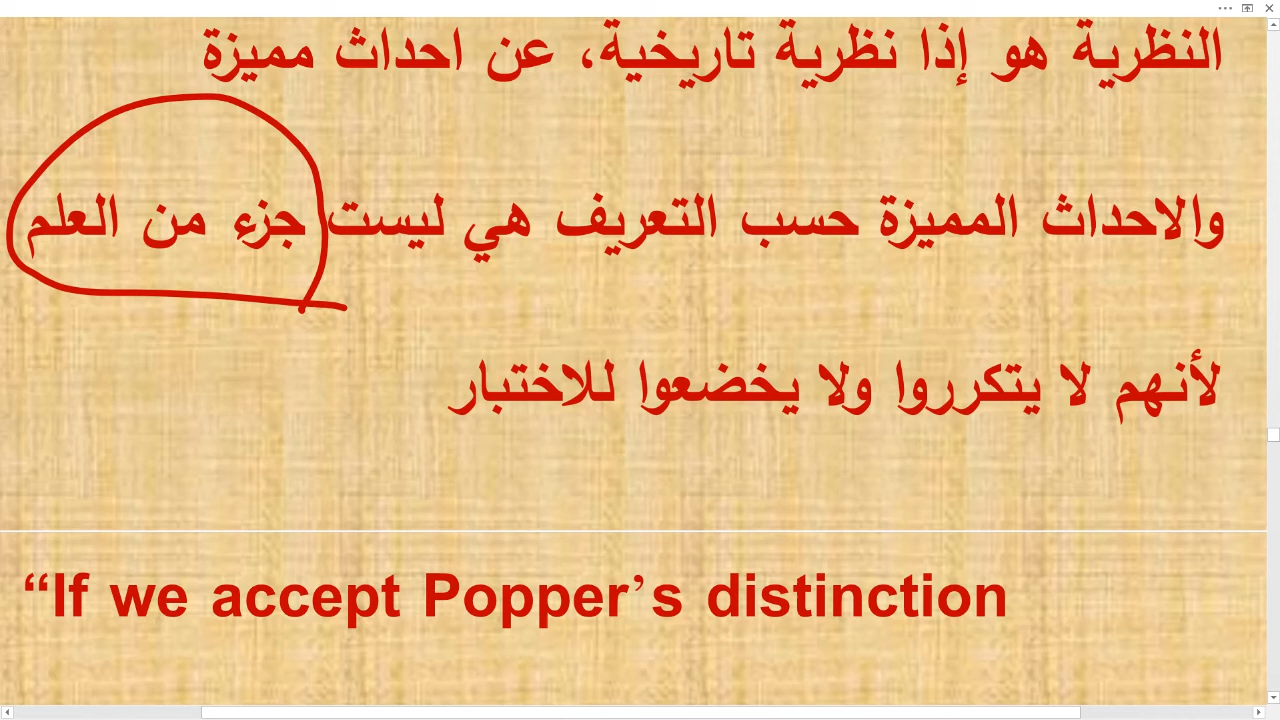 النظرية هو إذا نظرية تاريخية، عن احداث مميزة
والاحداث المميزة حسب التعريف هي ليست جزء من العلم
لأنهم لا يتكرروا ولا يخضعوا للاختبار
“If we accept Popper’s distinction